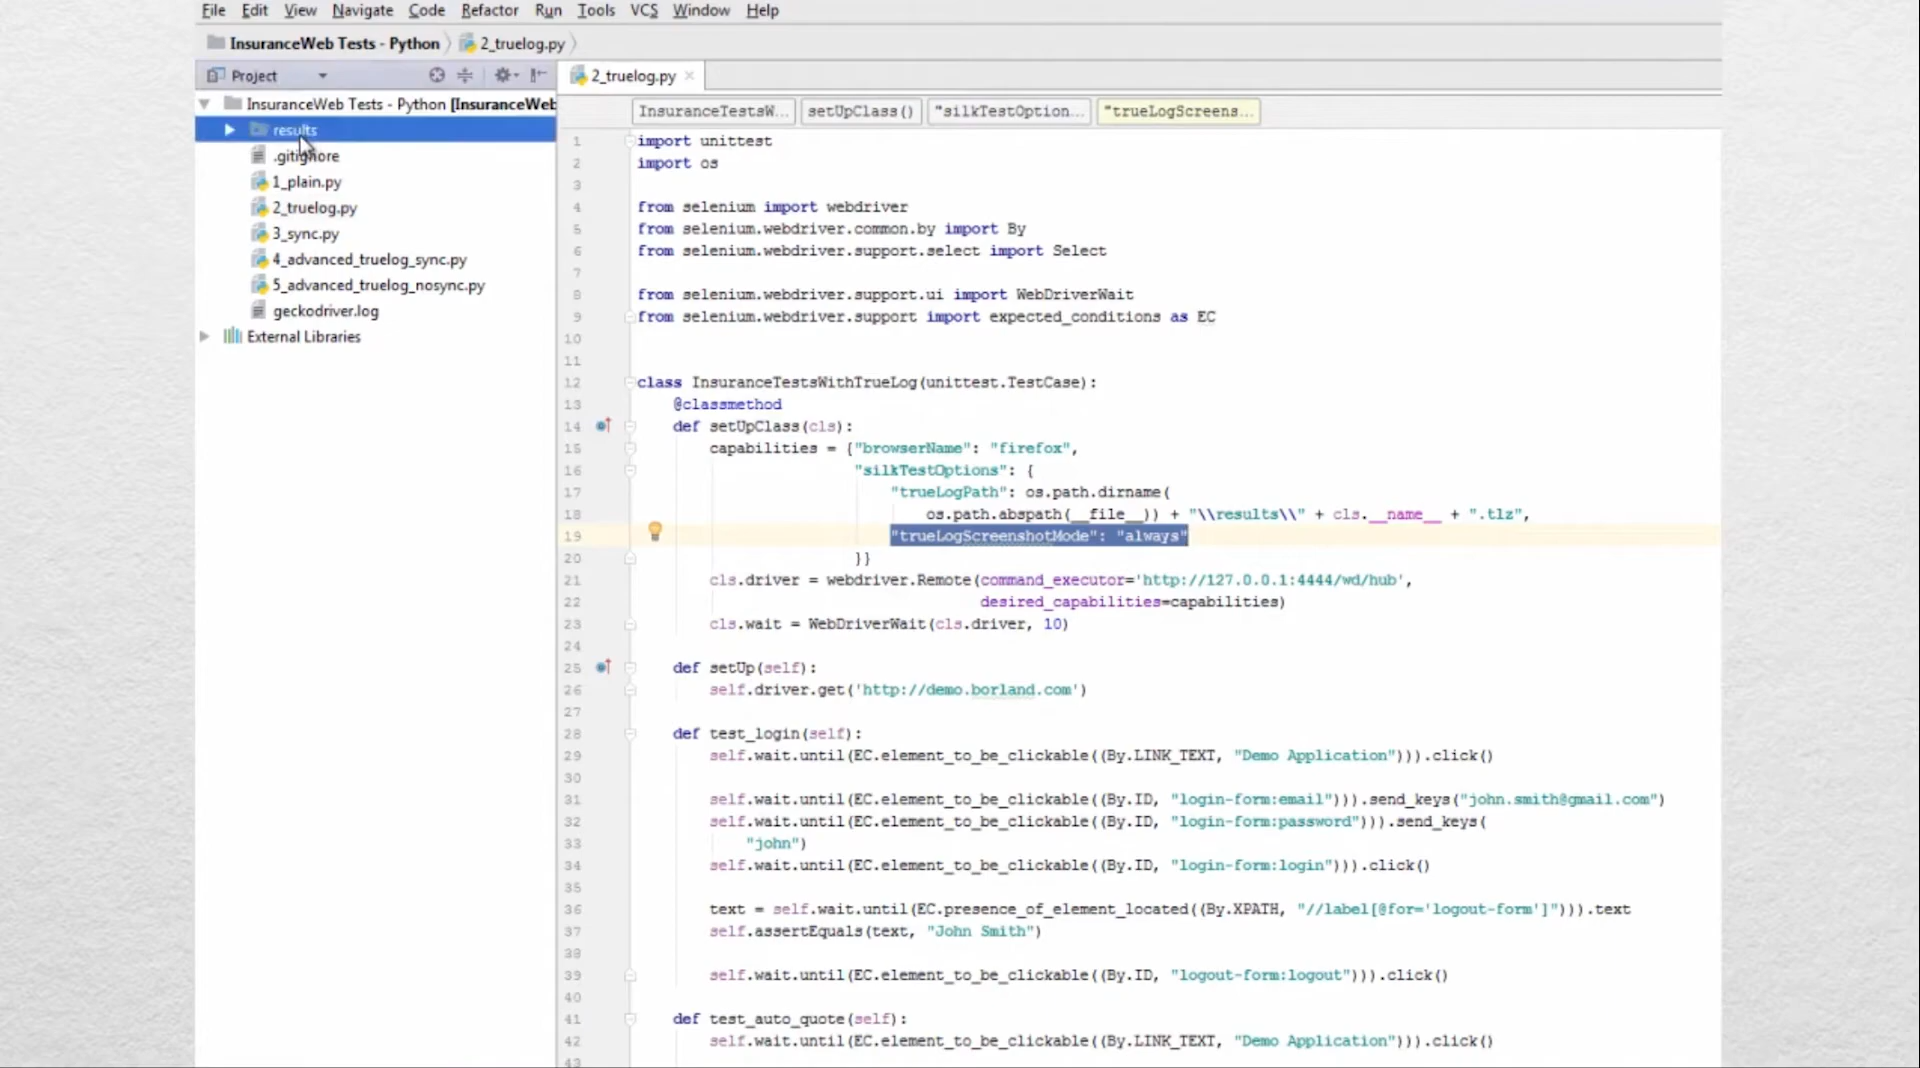 File Edit View Navigate Code Refactor Run Tools VCS Window Help
InsuranceWeb Tests - Python 2_truelog.py
Project
2_truelog.py
InsuranceWeb Tests - Python [InsuranceWeb
results
.gitignore
1_plain.py
2_truelog.py
3_sync.py
4_advanced_truelog_sync.py
5_advanced_truelog_nosync.py
geckodriver.log
External Libraries
InsuranceTestsW... setUpClass() "silkTestOption... "trueLogScreens...
1 import unittest
2 import os
3
4 from selenium import webdriver
5 from selenium.webdriver.common.by import By
6 from selenium.webdriver.support.select import Select
7
8 from selenium.webdriver.support.ui import WebDriverWait
9 from selenium.webdriver.support import expected_conditions as EC
10
11
12 class InsuranceTestsWithTrueLog(unittest.TestCase):
13 @classmethod
14 def setUpClass(cls):
15 capabilities = {"browserName": "firefox",
16 "silkTestOptions": {
17 "trueLogPath": os.path.dirname(
18 os.path.abspath(__file__)) + "\\results\\" + cls.__name__ + ".tlz",
19 "trueLogScreenshotMode": "always"
20 }}
21 cls.driver = webdriver.Remote(command_executor='http://127.0.0.1:4444/wd/hub',
22 desired_capabilities=capabilities)
23 cls.wait = WebDriverWait(cls.driver, 10)
24
25 def setUp(self):
26 self.driver.get('http://demo.borland.com')
27
28 def test_login(self):
29 self.wait.until(EC.element_to_be_clickable((By.LINK_TEXT, "Demo Application"))).click()
30
31 self.wait.until(EC.element_to_be_clickable((By.ID, "login-form:email"))).send_keys("john.smith@gmail.com")
32 self.wait.until(EC.element_to_be_clickable((By.ID, "login-form:password"))).send_keys(
33 "john")
34 self.wait.until(EC.element_to_be_clickable((By.ID, "login-form:login"))).click()
35
36 text = self.wait.until(EC.presence_of_element_located((By.XPATH, "//label[@for='logout-form']"))).text
37 self.assertEquals(text, "John Smith")
38
39 self.wait.until(EC.element_to_be_clickable((By.ID, "logout-form:logout"))).click()
40
41 def test_auto_quote(self):
42 self.wait.until(EC.element_to_be_clickable((By.LINK_TEXT, "Demo Application"))).click()
43